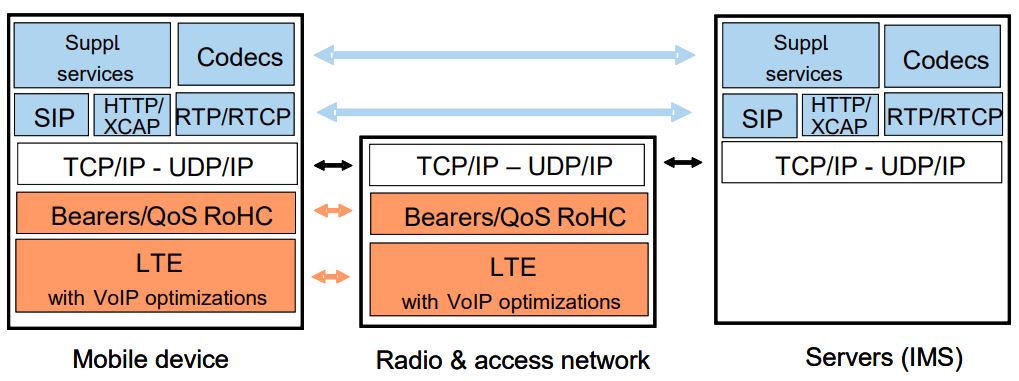 Suppl
services
Codecs
SIP
HTTP/
XCAP
RTP/RTCP
TCP/IP - UDP/IP
Bearers/QoS RoHC
LTE
with VoIP optimizations
Mobile device
TCP/IP – UDP/IP
Bearers/QoS RoHC
LTE
with VoIP optimizations
Radio & access network
Suppl
services
Codecs
SIP
HTTP/
XCAP
RTP/RTCP
TCP/IP - UDP/IP
Servers (IMS)